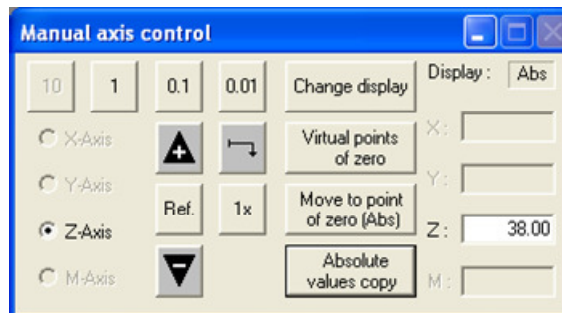 Manual axis control
10 1 0.1 0.01 Change display Display : Abs
X-Axis + Virtual points of zero X :
Y-Axis Y :
Ref. 1x Move to point of zero (Abs)
Z-Axis Z : 38.00
M-Axis − Absolute values copy M :